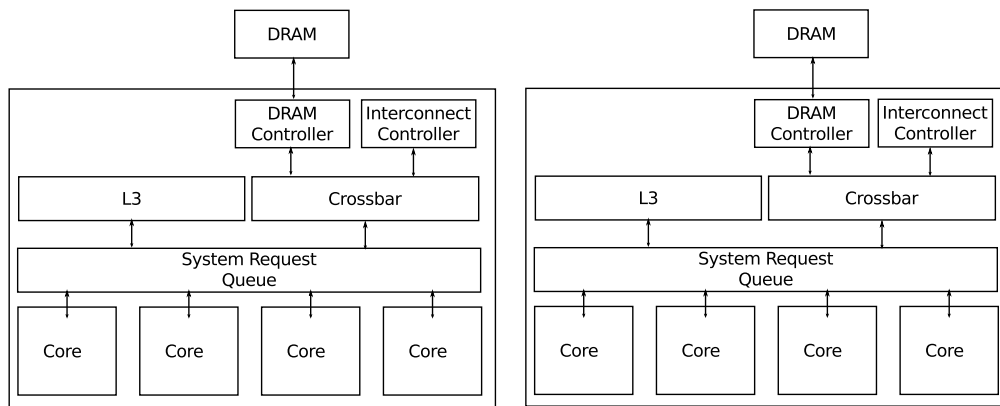 DRAM
DRAM
Controller
Interconnect
Controller
L3
Crossbar
System Request
Queue
Core
Core
Core
Core
DRAM
DRAM
Controller
Interconnect
Controller
L3
Crossbar
System Request
Queue
Core
Core
Core
Core